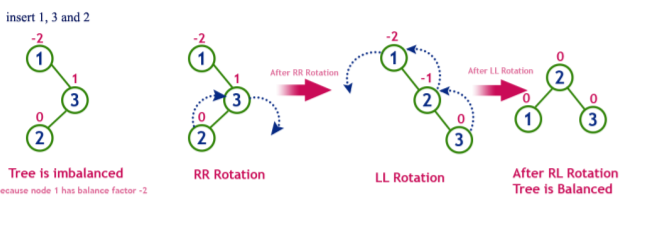 insert 1, 3 and 2
-2
1
1
3
0
2
Tree is imbalanced
ecause node 1 has balance factor -2
-2
1
1
3
0
2
RR Rotation
After RR Rotation
-2
1
-1
2
0
3
LL Rotation
After LL Rotation
0
2
0
1
0
3
After RL Rotation
Tree is Balanced